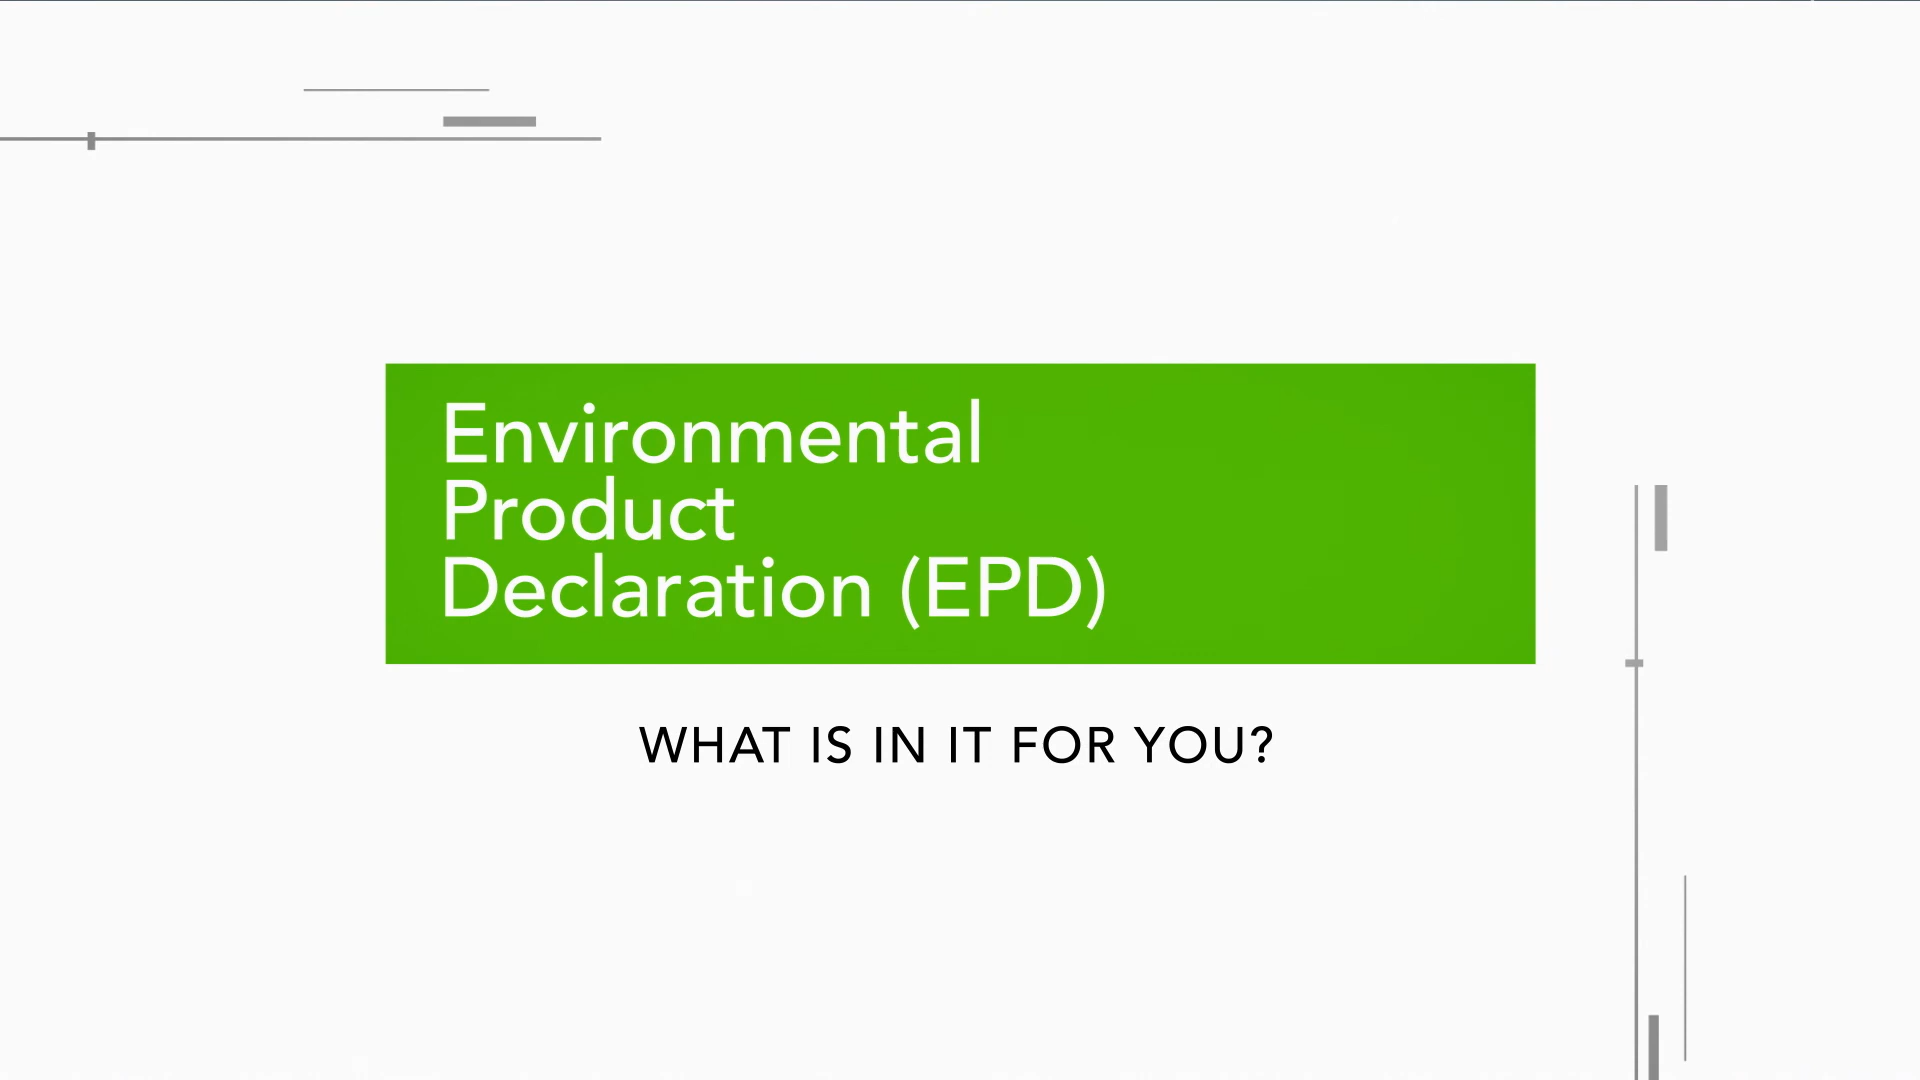 Environmental
Product
Declaration (EPD)
WHAT IS IN IT FOR YOU?